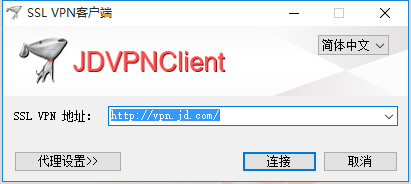 SSL VPN客户端
简体中文
JDVPNClient
SSL VPN 地址：
http://vpn.jd.com/
代理设置>>
连接
取消